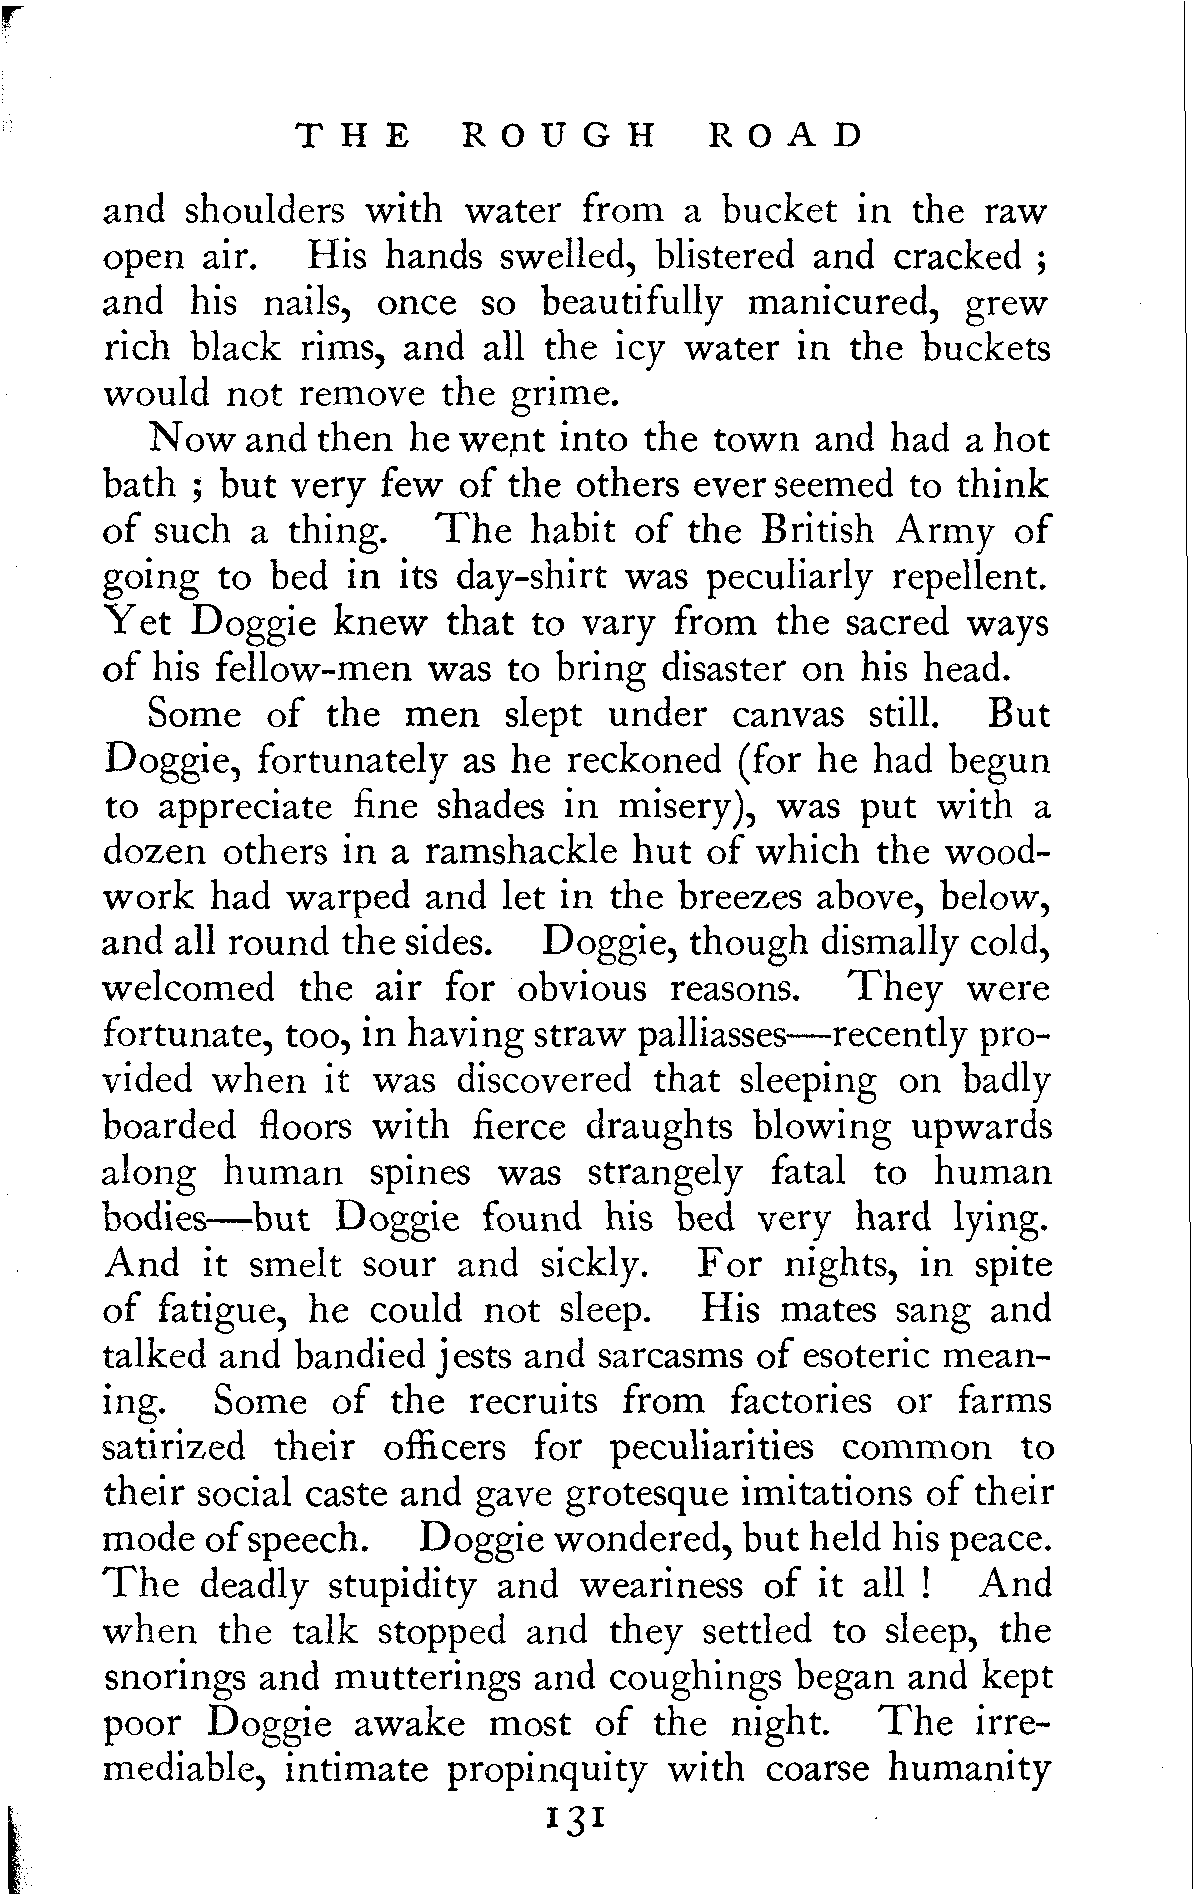 THE ROUGH ROAD
and shoulders with water from a bucket in the raw
open air. His hands swelled, blistered and cracked ;
and his nails, once so beautifully manicured, grew
rich black rims, and all the icy water in the buckets
would not remove the grime.
Now and then he went into the town and had a hot
bath ; but very few of the others ever seemed to think
of such a thing. The habit of the British Army of
going to bed in its day-shirt was peculiarly repellent.
Yet Doggie knew that to vary from the sacred ways
of his fellow-men was to bring disaster on his head.
Some of the men slept under canvas still. But
Doggie, fortunately as he reckoned (for he had begun
to appreciate fine shades in misery), was put with a
dozen others in a ramshackle hut of which the wood-
work had warped and let in the breezes above, below,
and all round the sides. Doggie, though dismally cold,
welcomed the air for obvious reasons. They were
fortunate, too, in having straw palliasses—recently pro-
vided when it was discovered that sleeping on badly
boarded floors with fierce draughts blowing upwards
along human spines was strangely fatal to human
bodies—but Doggie found his bed very hard lying.
And it smelt sour and sickly. For nights, in spite
of fatigue, he could not sleep. His mates sang and
talked and bandied jests and sarcasms of esoteric mean-
ing. Some of the recruits from factories or farms
satirized their officers for peculiarities common to
their social caste and gave grotesque imitations of their
mode of speech. Doggie wondered, but held his peace.
The deadly stupidity and weariness of it all ! And
when the talk stopped and they settled to sleep, the
snorings and mutterings and coughings began and kept
poor Doggie awake most of the night. The irre-
mediable, intimate propinquity with coarse humanity
131